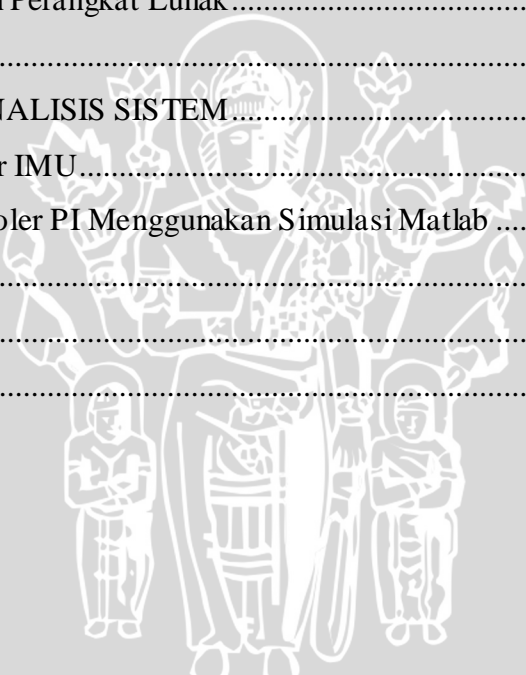 Perangkat Lunak..................................................
..........................................................................
NALISIS SISTEM..................................................
r IMU.................................................................
oler PI Menggunakan Simulasi Matlab ....
..........................................................................
..........................................................................
..........................................................................